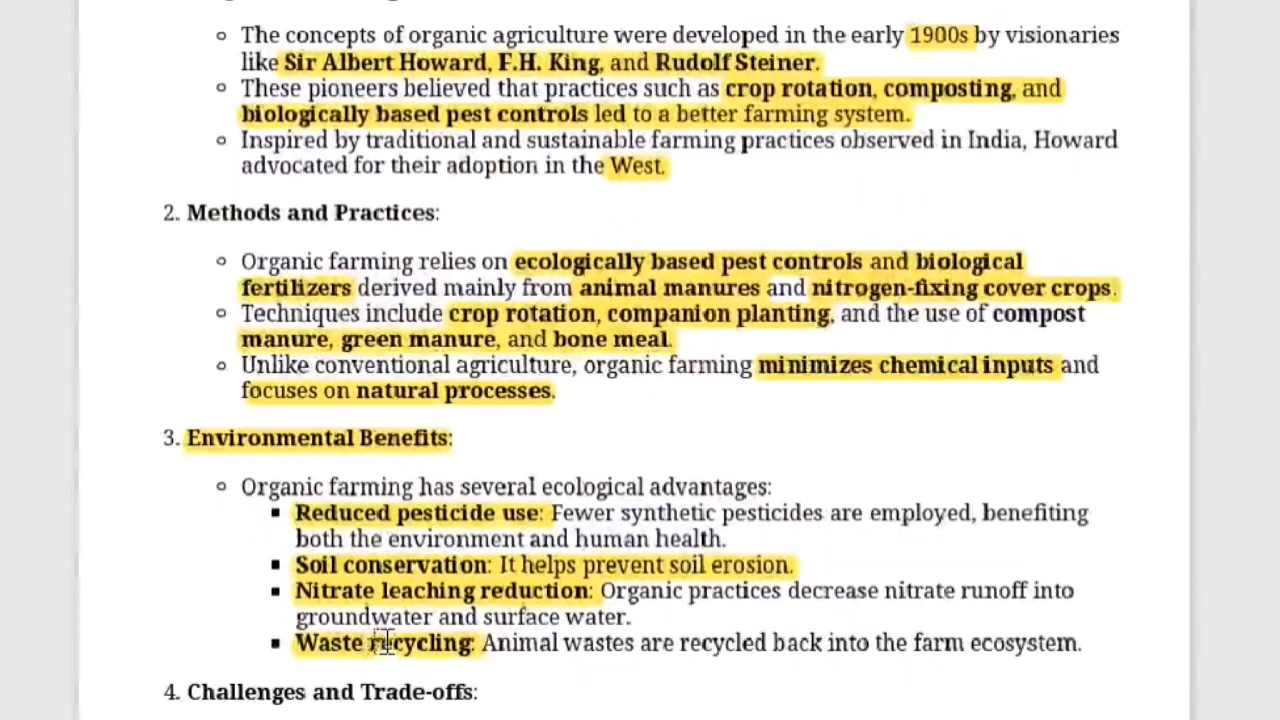 ○ The concepts of organic agriculture were developed in the early 1900s by visionaries
like Sir Albert Howard, F.H. King, and Rudolf Steiner.
○ These pioneers believed that practices such as crop rotation, composting, and
biologically based pest controls led to a better farming system.
○ Inspired by traditional and sustainable farming practices observed in India, Howard
advocated for their adoption in the West.
2. Methods and Practices:
○ Organic farming relies on ecologically based pest controls and biological
fertilizers derived mainly from animal manures and nitrogen-fixing cover crops.
○ Techniques include crop rotation, companion planting, and the use of compost
manure, green manure, and bone meal.
○ Unlike conventional agriculture, organic farming minimizes chemical inputs and
focuses on natural processes.
3. Environmental Benefits:
○ Organic farming has several ecological advantages:
▪ Reduced pesticide use: Fewer synthetic pesticides are employed, benefiting
both the environment and human health.
▪ Soil conservation: It helps prevent soil erosion.
▪ Nitrate leaching reduction: Organic practices decrease nitrate runoff into
groundwater and surface water.
▪ Waste recycling: Animal wastes are recycled back into the farm ecosystem.
4. Challenges and Trade-offs: